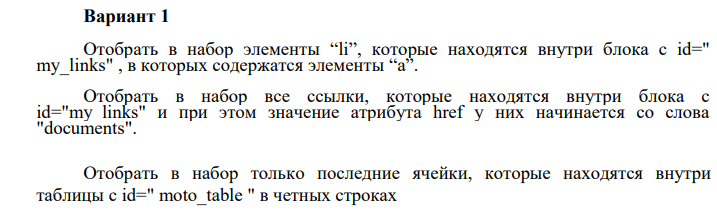 Вариант 1
Отобрать в набор элементы “li”, которые находятся внутри блока с id="
my_links" , в которых содержатся элементы “a”.
Отобрать в набор все ссылки, которые находятся внутри блока с
id="my links" и при этом значение атрибута href у них начинается со слова
"documents".
Отобрать в набор только последние ячейки, которые находятся внутри
таблицы с id=" moto_table " в четных строках